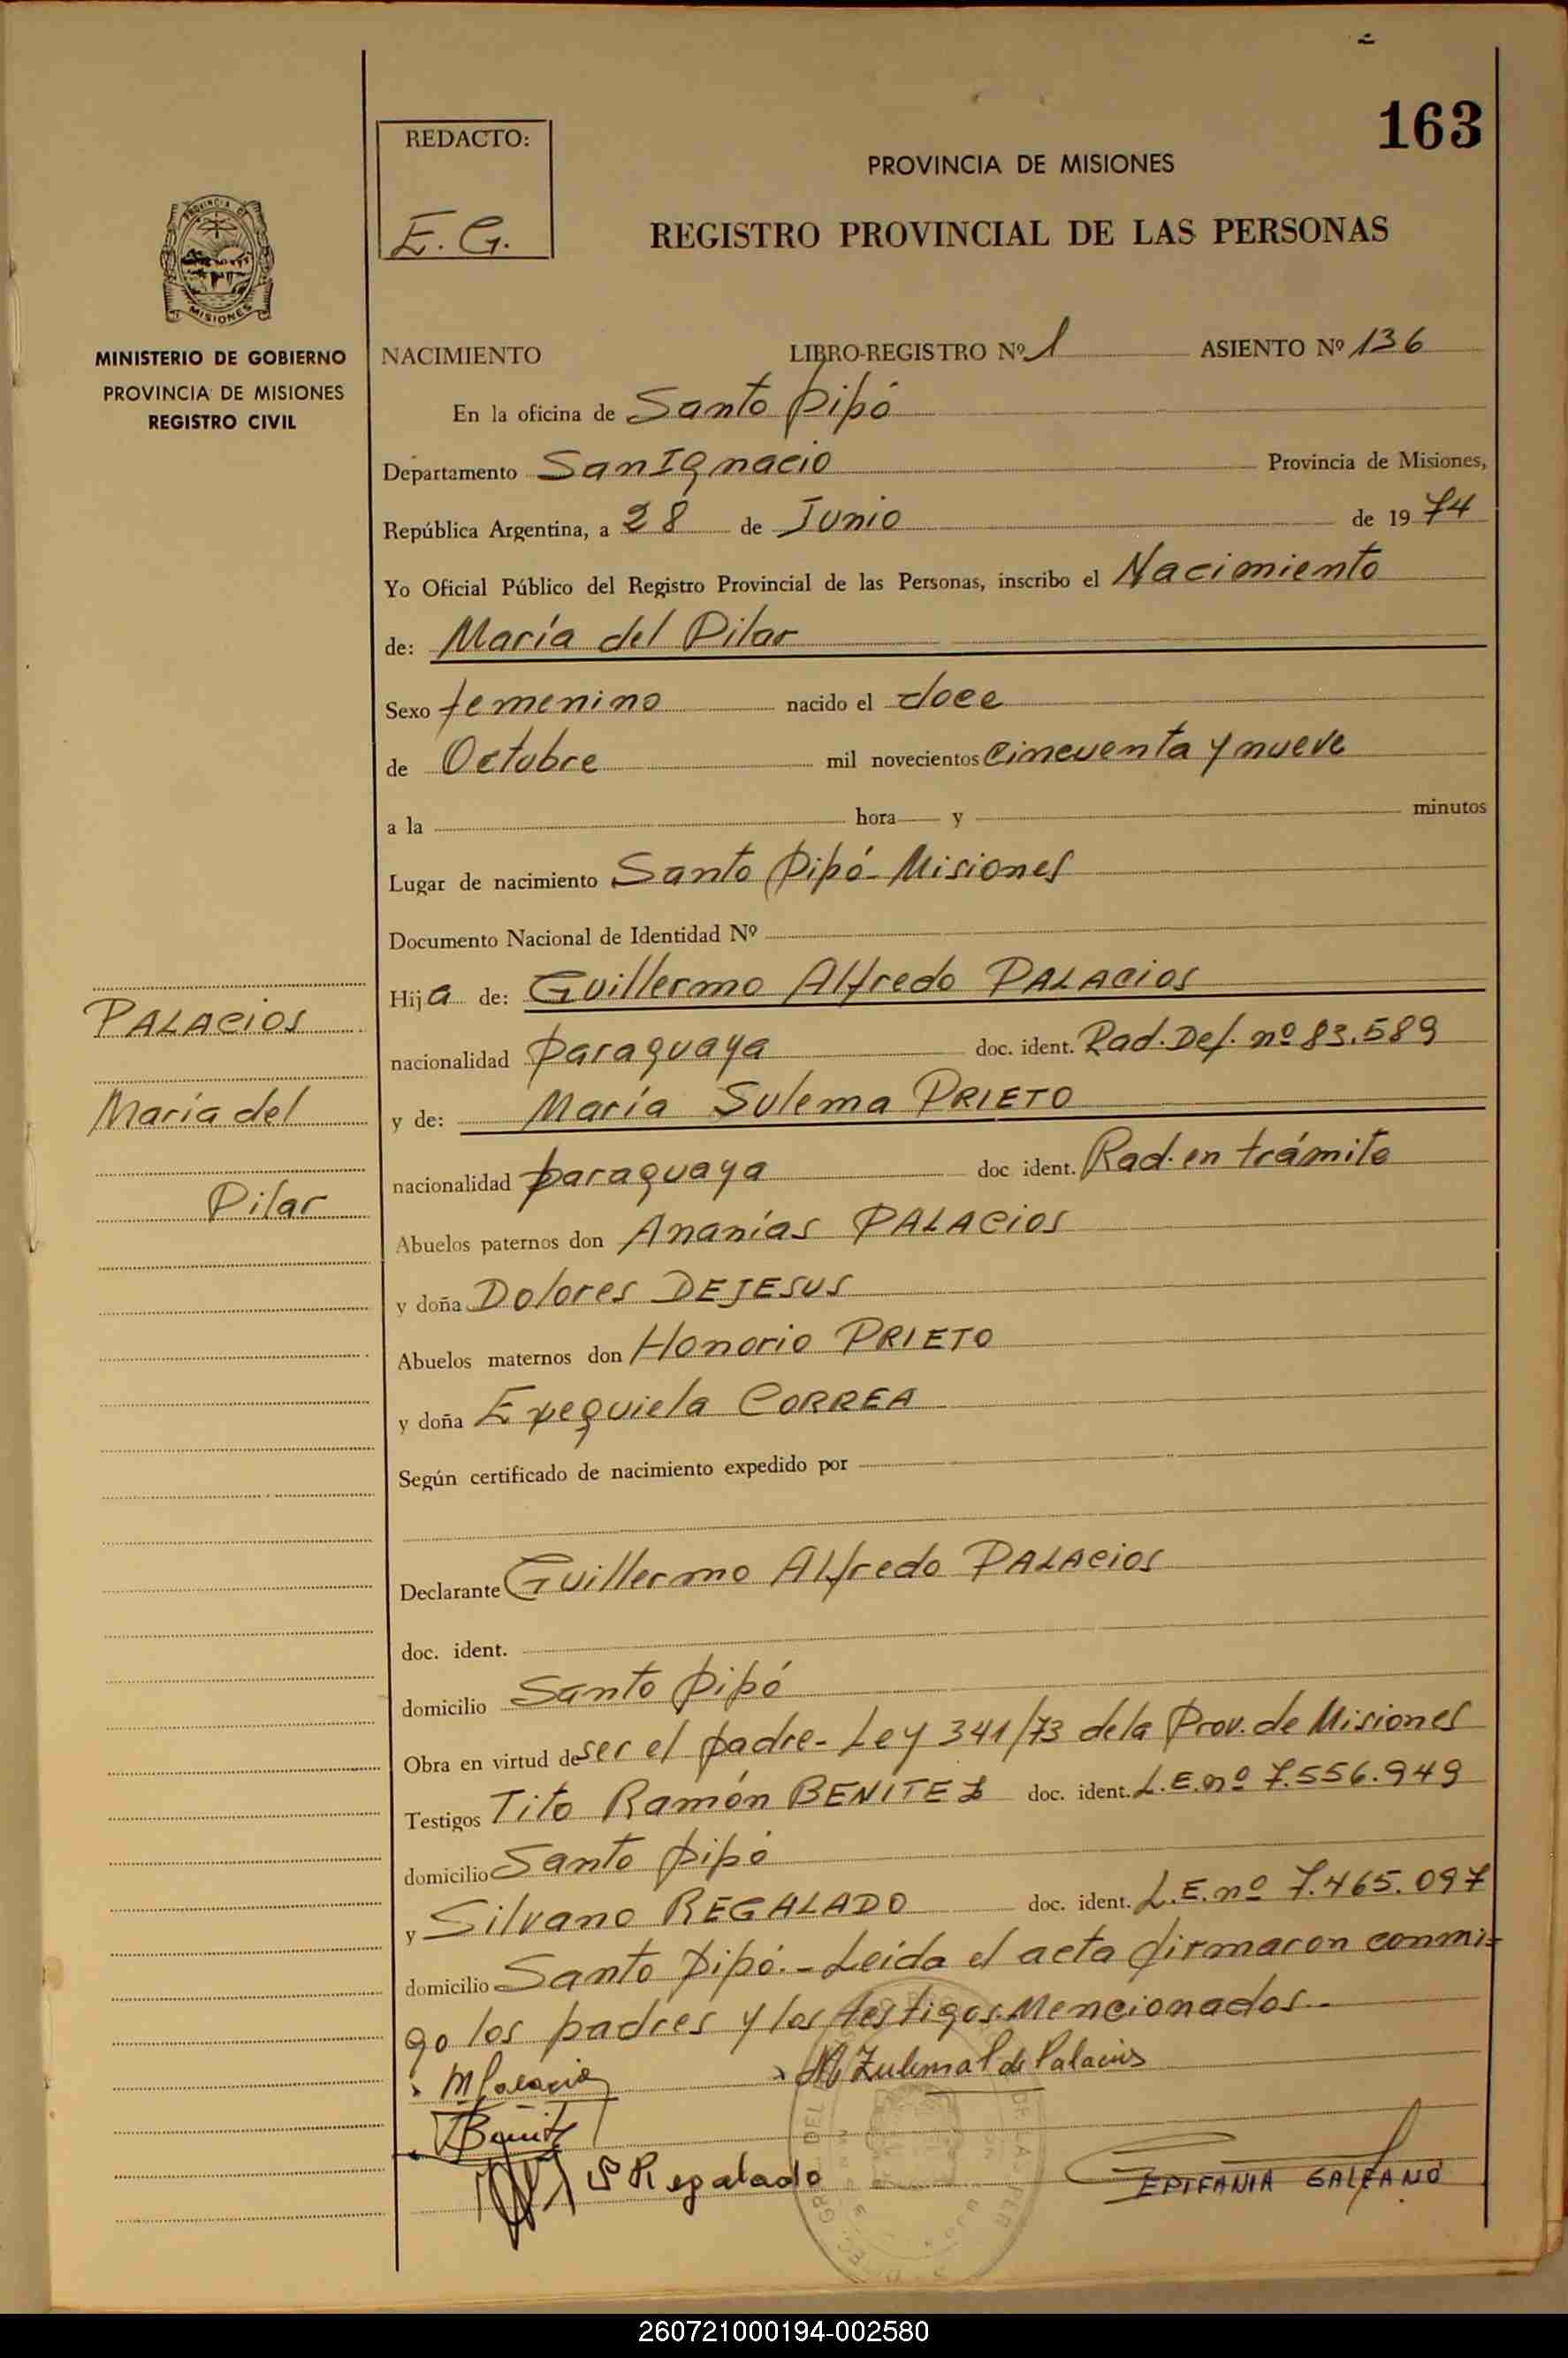 163
REDACTO:
E. G.
PROVINCIA DE MISIONES
REGISTRO PROVINCIAL DE LAS PERSONAS
MISIONES
MINISTERIO DE GOBIERNO
PROVINCIA DE MISIONES
REGISTRO CIVIL
NACIMIENTO LIBRO-REGISTRO Nº 1 ASIENTO Nº 136
En la oficina de Santo Pipó
Departamento San Ignacio Provincia de Misiones,
República Argentina, a 28 de Junio de 1974
Yo Oficial Público del Registro Provincial de las Personas, inscribo el Nacimiento
de: María del Pilar
Sexo femenino nacido el doce
de Octubre mil novecientos cincuenta y nueve
a la hora y minutos
Lugar de nacimiento Santo Pipó - Misiones
Documento Nacional de Identidad Nº
Hija de: Guillermo Alfredo PALACIOS
nacionalidad paraguaya doc. ident. Rad. Def. nº 83.589
y de: María Sulema PRIETO
nacionalidad paraguaya doc ident. Rad. en trámite
Abuelos paternos don Ananías PALACIOS
y doña Dolores DEJESUS
Abuelos maternos don Honorio PRIETO
y doña Exequiela CORREA
Según certificado de nacimiento expedido por
Declarante Guillermo Alfredo PALACIOS
doc. ident.
domicilio Santo Pipó
Obra en virtud de ser el padre - Ley 341/73 de la Prov. de Misiones
Testigos Tito Ramón BENITEZ doc. ident. L.E. nº 7.556.949
domicilio Santo Pipó
y Silvano REGALADO doc. ident. L.E. nº 7.465.097
domicilio Santo Pipó. - Leída el acta firmaron conmi-
go los padres y los testigos Mencionados.-
M Zulema P de Palacios
Benitz
S Regalado
EPIFANIA GALEANO
PALACIOS
María del
Pilar
260721000194-002580